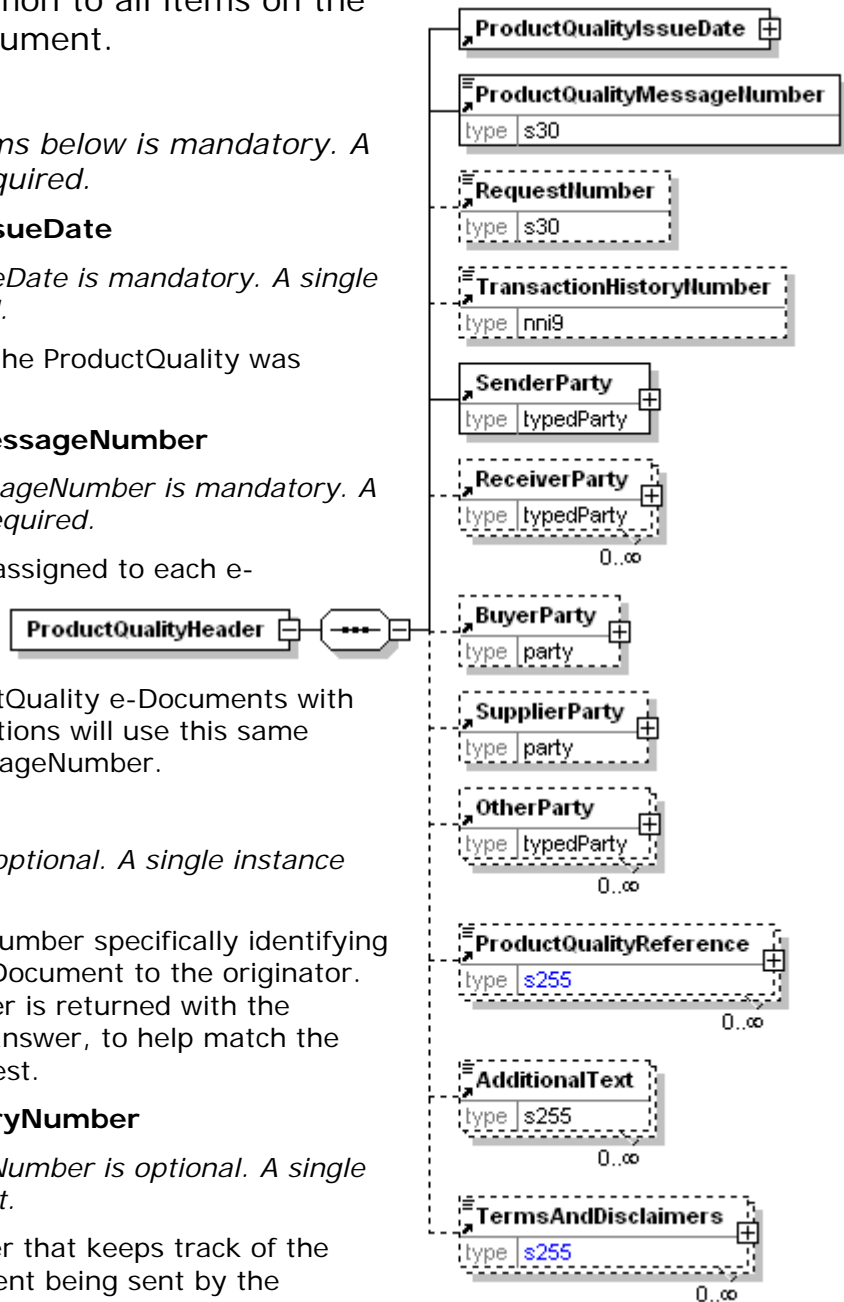 ion to all items on the
ument.
ms below is mandatory. A
quired.
sueDate
eDate is mandatory. A single
.
he ProductQuality was
essageNumber
ageNumber is mandatory. A
equired.
assigned to each e-
tQuality e-Documents with
tions will use this same
ageNumber.
optional. A single instance
umber specifically identifying
Document to the originator.
er is returned with the
nswer, to help match the
est.
ryNumber
Number is optional. A single
t.
er that keeps track of the
ent being sent by the
ProductQualityHeader
ProductQualityIssueDate
ProductQualityMessageNumber
type s30
RequestNumber
type s30
TransactionHistoryNumber
type nni9
SenderParty
type typedParty
ReceiverParty
type typedParty
0..∞
BuyerParty
type party
SupplierParty
type party
OtherParty
type typedParty
0..∞
ProductQualityReference
type s255
0..∞
AdditionalText
type s255
0..∞
TermsAndDisclaimers
type s255
0..∞